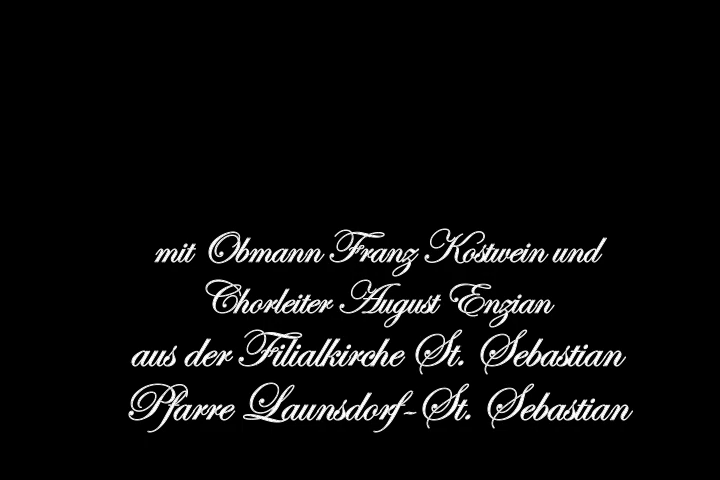 mit Obmann Franz Kostwein und
Chorleiter August Enzian
aus der Filialkirche St. Sebastian
Pfarre Launsdorf-St. Sebastian